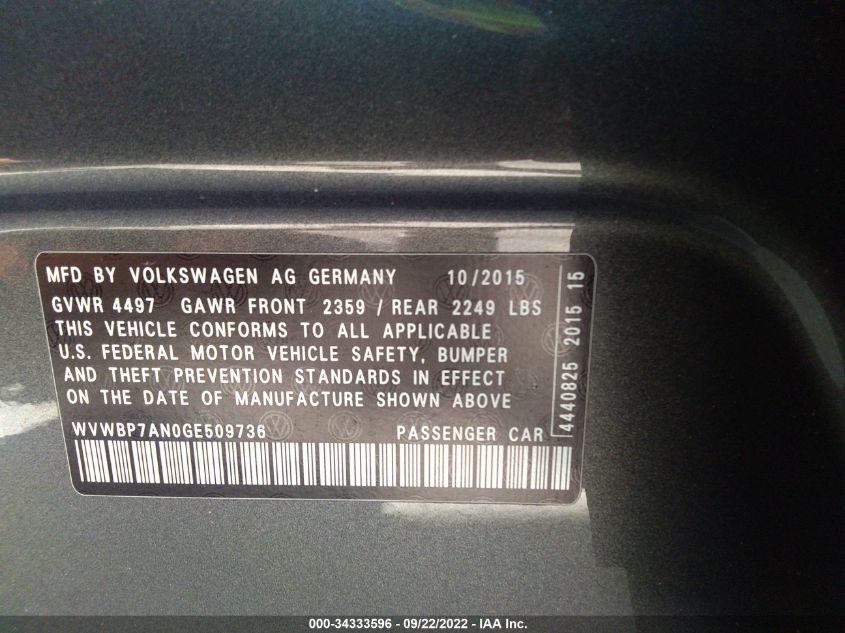 MFD BY VOLKSWAGEN AG GERMANY 10/2015
GVWR 4497 GAWR FRONT 2359 / REAR 2249 LBS
THIS VEHICLE CONFORMS TO ALL APPLICABLE
U.S. FEDERAL MOTOR VEHICLE SAFETY, BUMPER
AND THEFT PREVENTION STANDARDS IN EFFECT
ON THE DATE OF MANUFACTURE SHOWN ABOVE
WVWBP7AN0GE509736 PASSENGER CAR
4440825 2015 15
000-34333596 - 09/22/2022 - IAA Inc.